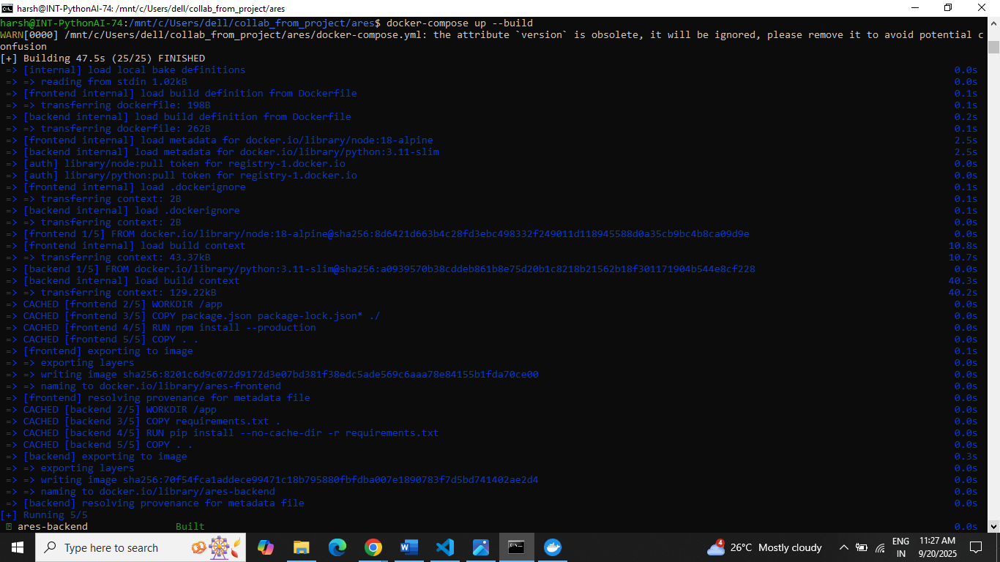 harsh@INT-PythonAI-74: /mnt/c/Users/dell/collab_from_project/ares
harsh@INT-PythonAI-74:/mnt/c/Users/dell/collab_from_project/ares$ docker-compose up --build
WARN[0000] /mnt/c/Users/dell/collab_from_project/ares/docker-compose.yml: the attribute `version` is obsolete, it will be ignored, please remove it to avoid potential c
onfusion
[+] Building 47.5s (25/25) FINISHED
=> [internal] load local bake definitions 0.0s
=> => reading from stdin 1.02kB 0.0s
=> [frontend internal] load build definition from Dockerfile 0.1s
=> => transferring dockerfile: 198B 0.1s
=> [backend internal] load build definition from Dockerfile 0.2s
=> => transferring dockerfile: 262B 0.1s
=> [frontend internal] load metadata for docker.io/library/node:18-alpine 2.5s
=> [backend internal] load metadata for docker.io/library/python:3.11-slim 2.5s
=> [auth] library/node:pull token for registry-1.docker.io 0.0s
=> [auth] library/python:pull token for registry-1.docker.io 0.0s
=> [frontend internal] load .dockerignore 0.1s
=> => transferring context: 2B 0.1s
=> [backend internal] load .dockerignore 0.1s
=> => transferring context: 2B 0.0s
=> [frontend 1/5] FROM docker.io/library/node:18-alpine@sha256:8d6421d663b4c28fd3ebc498332f249011d118945588d0a35cb9bc4b8ca09d9e 0.0s
=> [frontend internal] load build context 10.8s
=> => transferring context: 43.37kB 10.7s
=> [backend 1/5] FROM docker.io/library/python:3.11-slim@sha256:a0939570b38cddeb861b8e75d20b1c8218b21562b18f301171904b544e8cf228 0.0s
=> [backend internal] load build context 40.3s
=> => transferring context: 129.22kB 40.2s
=> CACHED [frontend 2/5] WORKDIR /app 0.0s
=> CACHED [frontend 3/5] COPY package.json package-lock.json* ./ 0.0s
=> CACHED [frontend 4/5] RUN npm install --production 0.0s
=> CACHED [frontend 5/5] COPY . . 0.0s
=> [frontend] exporting to image 0.1s
=> => exporting layers 0.0s
=> => writing image sha256:8201c6d9c072d9172d3e07bd381f38edc5ade569c6aaa78e84155b1fda70ce00 0.0s
=> => naming to docker.io/library/ares-frontend 0.0s
=> [frontend] resolving provenance for metadata file 0.0s
=> CACHED [backend 2/5] WORKDIR /app 0.0s
=> CACHED [backend 3/5] COPY requirements.txt . 0.0s
=> CACHED [backend 4/5] RUN pip install --no-cache-dir -r requirements.txt 0.0s
=> CACHED [backend 5/5] COPY . . 0.0s
=> [backend] exporting to image 0.3s
=> => exporting layers 0.0s
=> => writing image sha256:70f54fca1addece99471c18b795880fbfdba007e1890783f7d5bd741402ae2d4 0.0s
=> => naming to docker.io/library/ares-backend 0.0s
=> [backend] resolving provenance for metadata file 0.0s
[+] Running 5/5
ares-backend Built 0.0s
Type here to search
4
26°C Mostly cloudy
ENG
IN
11:27 AM
9/20/2025